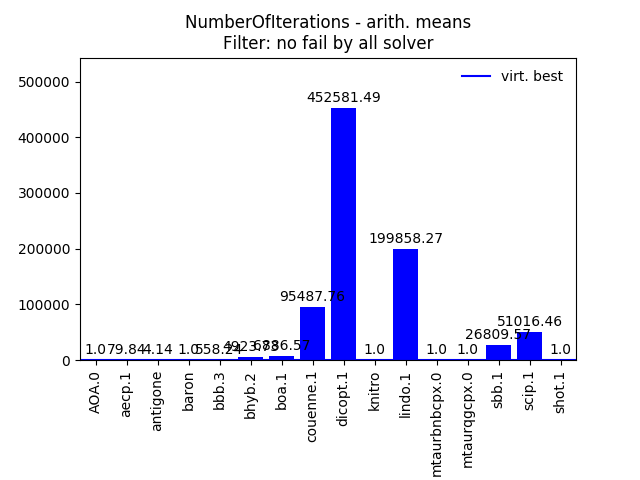 NumberOfIterations - arith. means
Filter: no fail by all solver
virt. best
500000
400000
300000
200000
100000
0
1.0
79.84
4.14
1.0
558.24
95487.76
452581.49
1.0
199858.27
1.0
1.0
26809.57
51016.46
1.0
AOA.0
aecp.1
antigone
baron
bbb.3
bhyb.2
boa.1
couenne.1
dicopt.1
knitro
lindo.1
mtaurbnbcpx.0
mtaurqgcpx.0
sbb.1
scip.1
shot.1